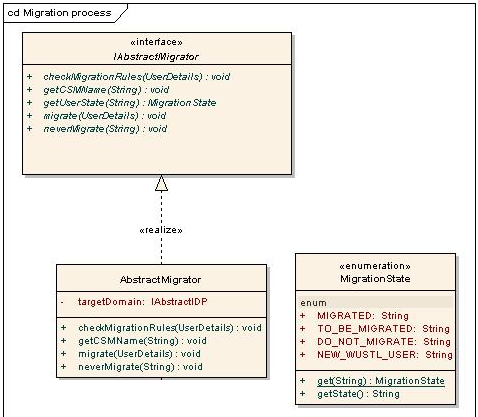 cd Migration process
«interface»
IAbstractMigrator
+ checkMigrationRules(UserDetails) : void
+ getCSMName(String) : void
+ getUserState(String) : IMigrationState
+ migrate(UserDetails) : void
+ neverMigrate(String) : void
«realize»
AbstractMigrator
- targetDomain: IAbstractIDP
+ checkMigrationRules(UserDetails) : void
+ getCSMName(String) : void
+ migrate(UserDetails) : void
+ neverMigrate(String) : void
«enumeration»
MigrationState
enum
+ MIGRATED: String
+ TO_BE_MIGRATED: String
+ DO_NOT_MIGRATE: String
+ NEW_WUSTL_USER: String
+ get(String) : MigrationState
+ getState() : String